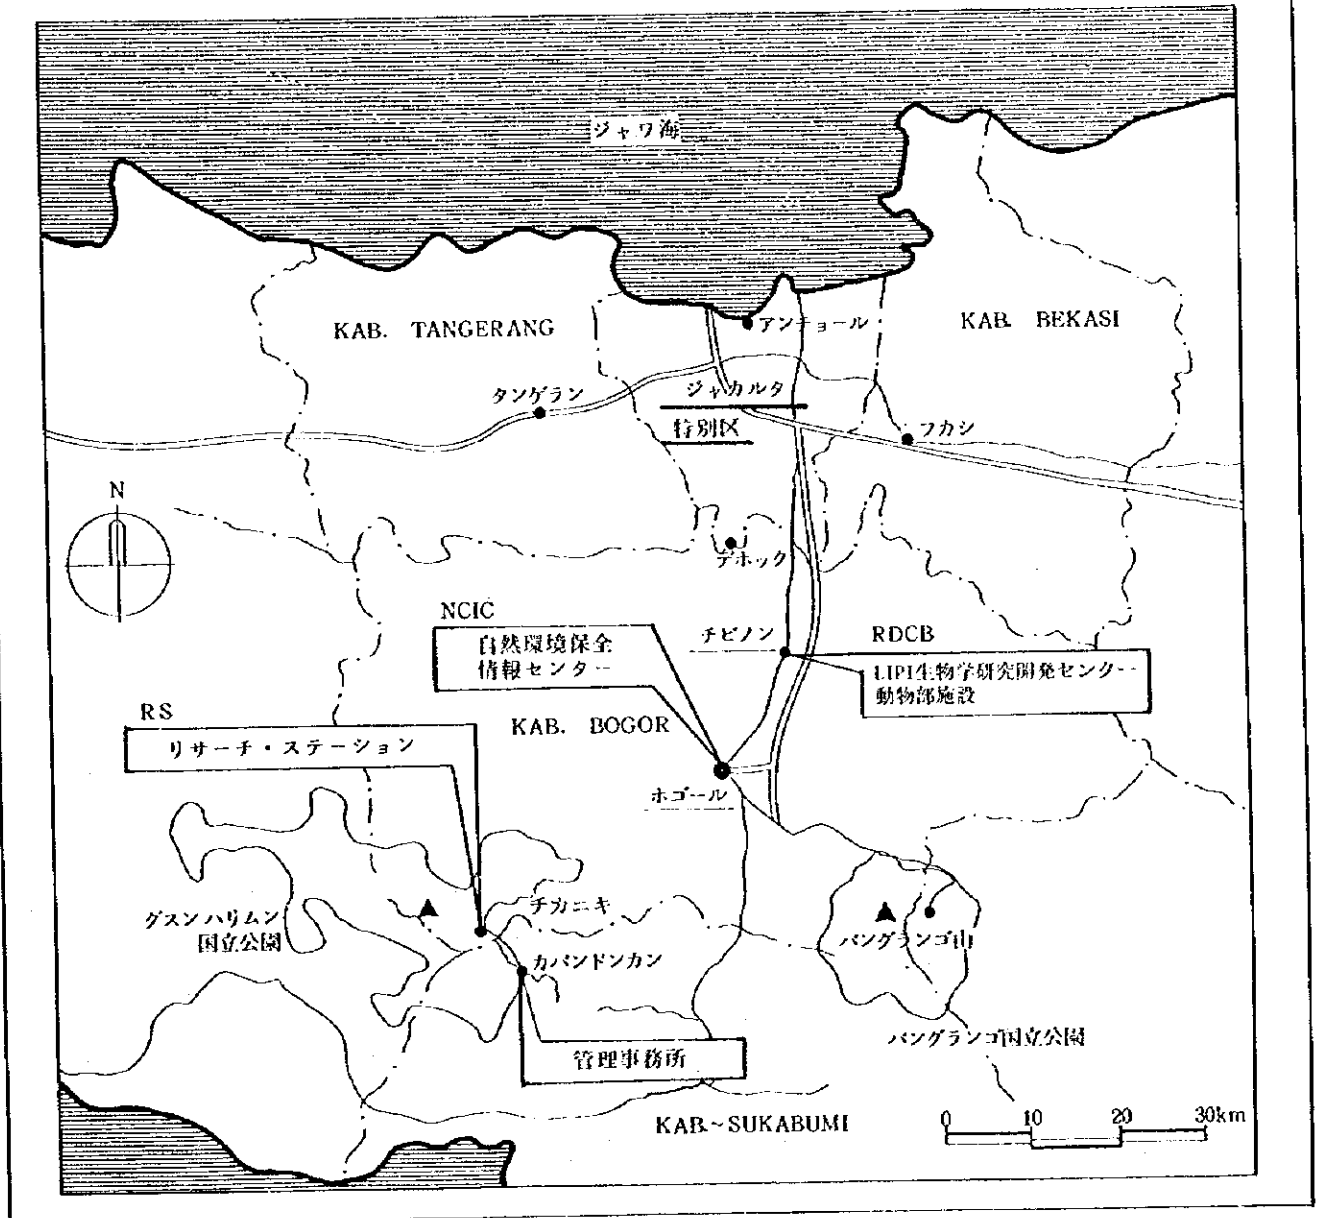 ジャワ海
KAB. TANGERANG
アンチョール
KAB. BEKASI
タンゲラン
ジャカルタ
特別区
フカシ
N
デホック
NCIC
自然環境保全
情報センター
チビノン
RDCB
LIPI生物学研究開発センター
動物部施設
RS
リサーチ・ステーション
KAB. BOGOR
ホゴール
グヌン ハリムン
国立公園
チカニキ
カバンドンカン
パングランゴ山
管理事務所
パングランゴ国立公園
KAB.~SUKABUMI
0 10 20 30km